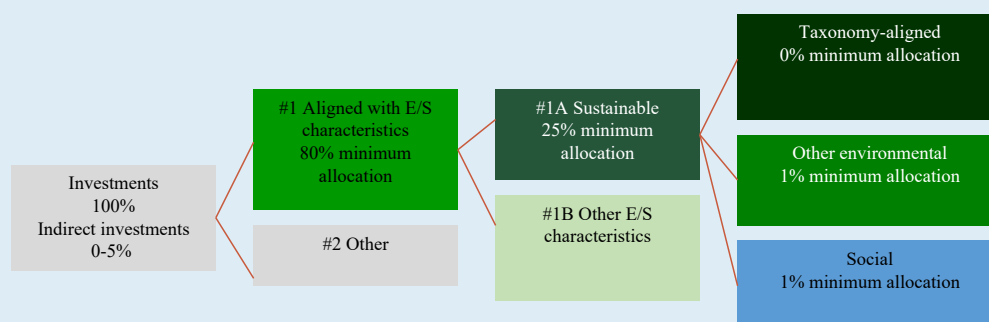 Investments
100%
Indirect investments
0-5%
#1 Aligned with E/S
characteristics
80% minimum
allocation
#2 Other
#1A Sustainable
25% minimum
allocation
#1B Other E/S
characteristics
Taxonomy-aligned
0% minimum allocation
Other environmental
1% minimum allocation
Social
1% minimum allocation